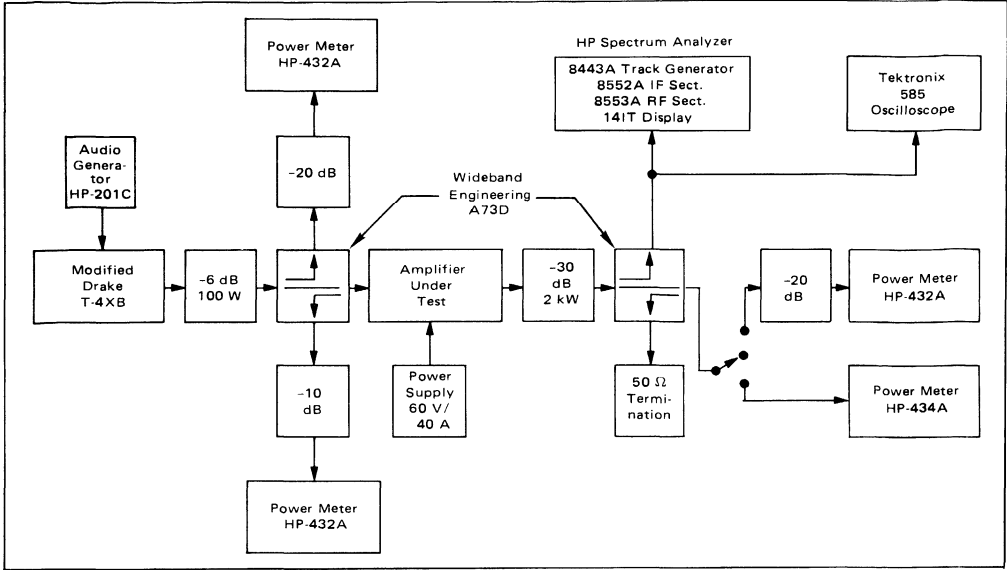 Power Meter
HP-432A
HP Spectrum Analyzer
8443A Track Generator
8552A IF Sect.
8553A RF Sect.
14IT Display
Tektronix
585
Oscilloscope
Audio
Genera-
tor
HP-201C
-20 dB
Wideband
Engineering
A73D
Modified
Drake
T-4XB
-6 dB
100 W
Amplifier
Under
Test
-30
dB
2 kW
-20
dB
Power Meter
HP-432A
-10
dB
Power
Supply
60 V/
40 A
50 Ω
Termi-
nation
Power Meter
HP-434A
Power Meter
HP-432A